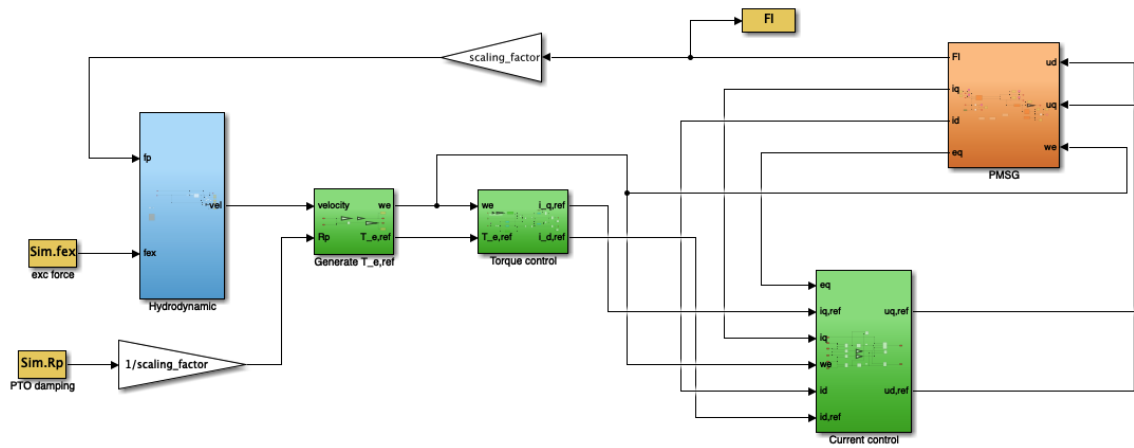 Fl
scaling_factor
Fl
ud
iq
uq
id
we
eq
PMSG
fp
vel
fex
Hydrodynamic
Sim.fex
exc force
velocity
we
Rp
T_e,ref
Generate T_e,ref
we
i_q,ref
T_e,ref
i_d,ref
Torque control
Sim.Rp
PTO damping
1/scaling_factor
eq
iq,ref
uq,ref
iq
we
id
ud,ref
id,ref
Current control